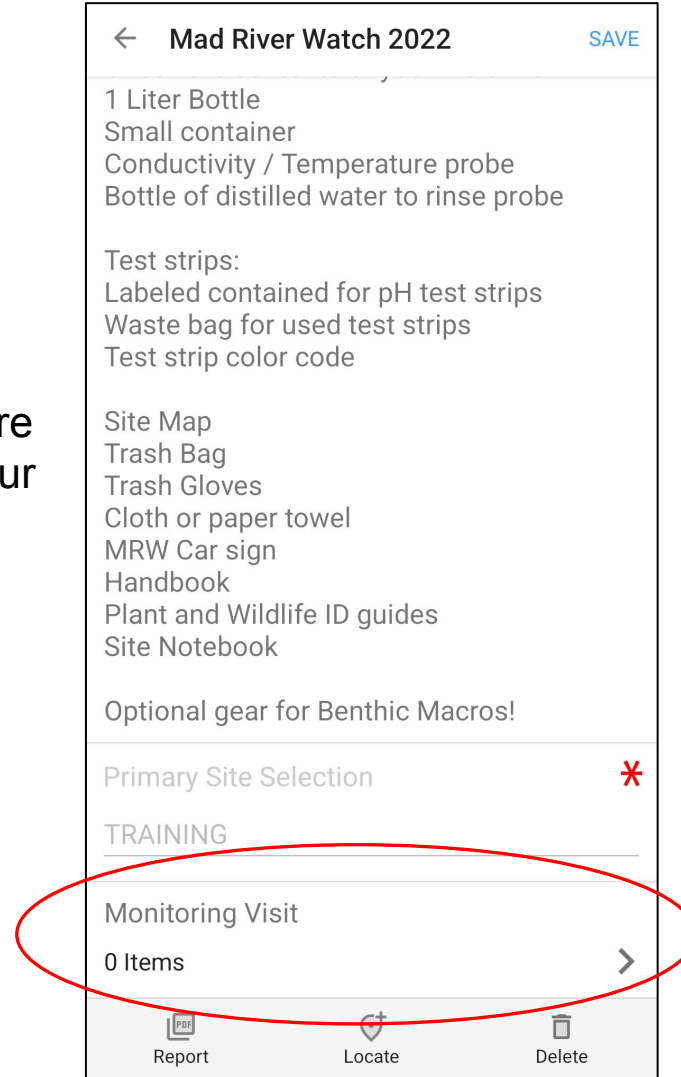 Mad River Watch 2022
SAVE
1 Liter Bottle
Small container
Conductivity / Temperature probe
Bottle of distilled water to rinse probe
Test strips:
Labeled contained for pH test strips
Waste bag for used test strips
Test strip color code
re
ur
Site Map
Trash Bag
Trash Gloves
Cloth or paper towel
MRW Car sign
Handbook
Plant and Wildlife ID guides
Site Notebook
Optional gear for Benthic Macros!
Primary Site Selection *
TRAINING
Monitoring Visit
0 Items
PDF
Report
Locate
Delete